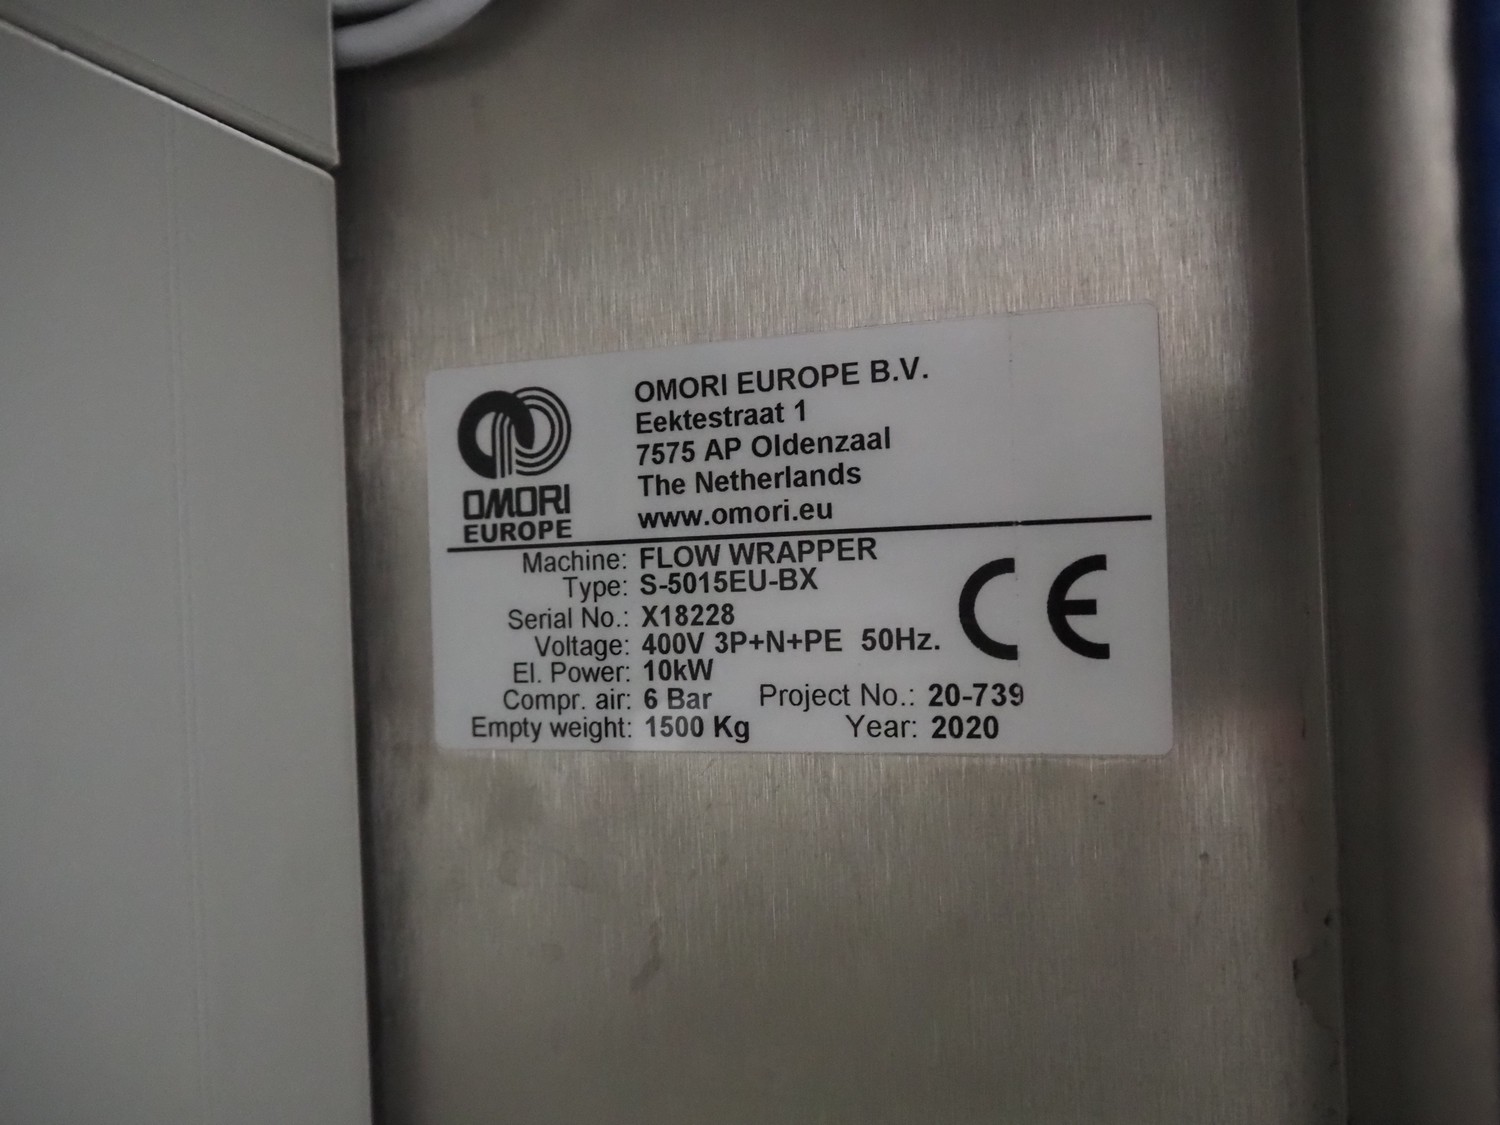 OMORI
EUROPE
OMORI EUROPE B.V.
Eektestraat 1
7575 AP Oldenzaal
The Netherlands
www.omori.eu
Machine: FLOW WRAPPER
Type: S-5015EU-BX
Serial No.: X18228
Voltage: 400V 3P+N+PE 50Hz.
El. Power: 10kW
Compr. air: 6 Bar Project No.: 20-739
Empty weight: 1500 Kg Year: 2020
CE